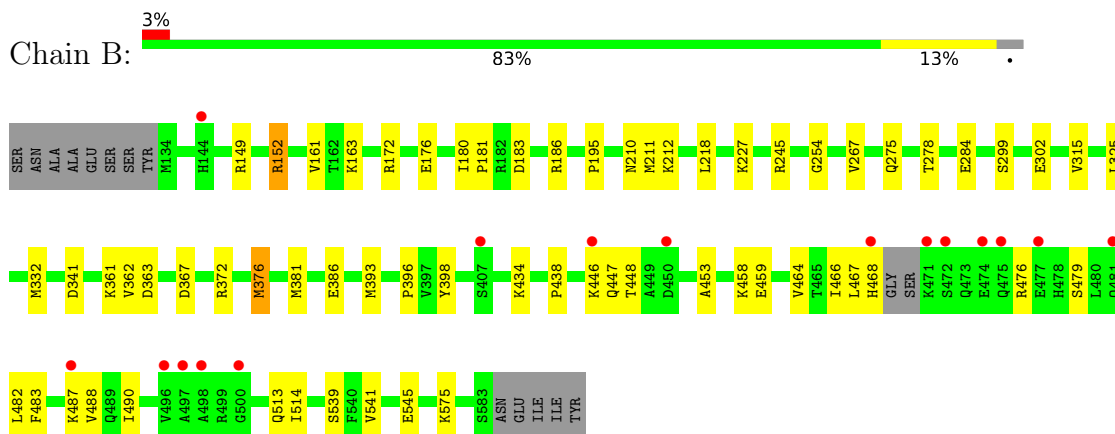 3%
Chain B:
83% 13% •
SER ASN ALA ALA GLU SER SER TYR M134 H144 R149 R152 V161 T162 K163 R172 E176 I180 P181 R182 D183 R186 P195 N210 M211 K212 L218 K227 R245 G254 V267 Q275 T278 E284 S299 E302 V315 L325
M332 D341 K361 V362 D363 D367 R372 M376 M381 E386 M393 P396 V397 Y398 S407 K434 P438 K446 Q447 T448 A449 D450 A453 K458 E459 V464 T465 I466 L467 H468 GLY SER K471 S472 Q473 E474 Q475 R476 E477 H478 S479 L480
L482 F483 K487 V488 Q489 I490 V496 A497 A498 R499 G500 Q513 I514 S539 F540 V541 E545 K575 S583 ASN GLU ILE ILE TYR